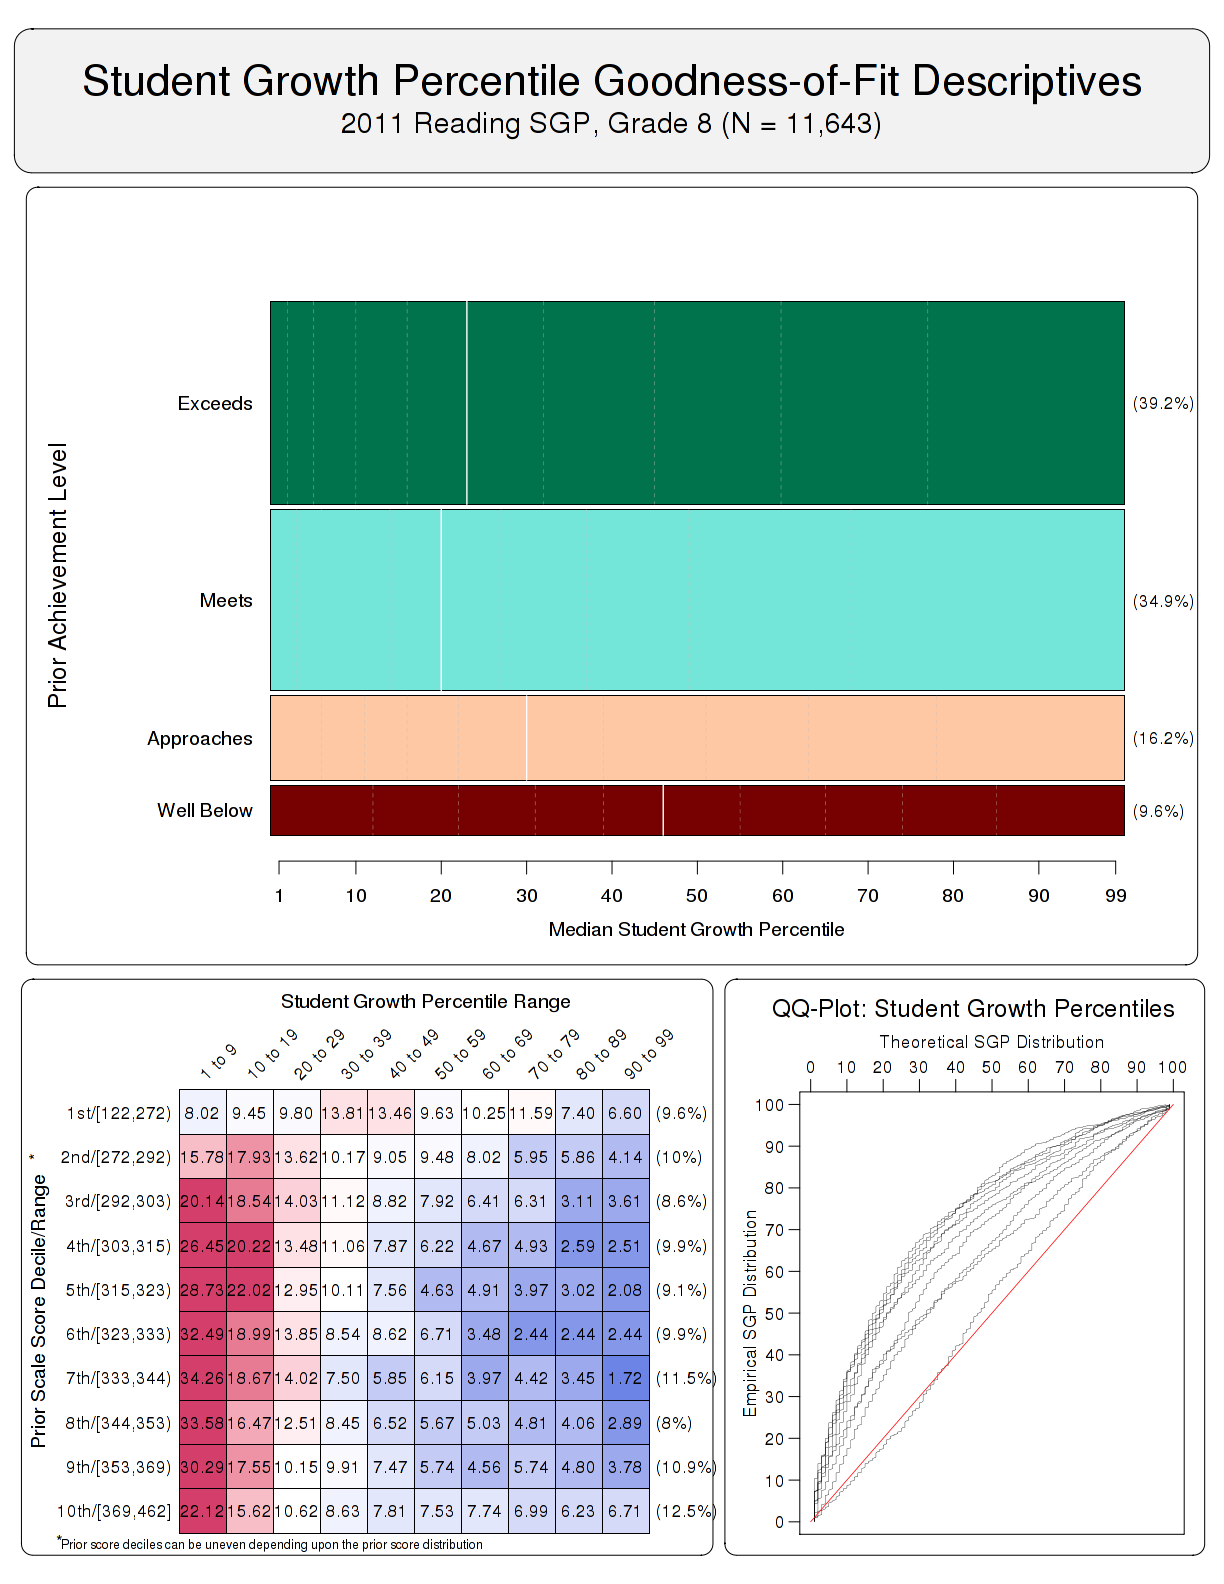 Student Growth Percentile Goodness-of-Fit Descriptives
2011 Reading SGP, Grade 8 (N = 11,643)
Prior Achievement Level
Exceeds
(39.2%)
Meets
(34.9%)
Approaches
(16.2%)
Well Below
(9.6%)
1 10 20 30 40 50 60 70 80 90 99
Median Student Growth Percentile
Student Growth Percentile Range
1 to 9 10 to 19 20 to 29 30 to 39 40 to 49 50 to 59 60 to 69 70 to 79 80 to 89 90 to 99
Prior Scale Score Decile/Range *
1st/[122,272) 8.02 9.45 9.80 13.81 13.46 9.63 10.25 11.59 7.40 6.60 (9.6%)
2nd/[272,292) 15.78 17.93 13.62 10.17 9.05 9.48 8.02 5.95 5.86 4.14 (10%)
3rd/[292,303) 20.14 18.54 14.03 11.12 8.82 7.92 6.41 6.31 3.11 3.61 (8.6%)
4th/[303,315) 26.45 20.22 13.48 11.06 7.87 6.22 4.67 4.93 2.59 2.51 (9.9%)
5th/[315,323) 28.73 22.02 12.95 10.11 7.56 4.63 4.91 3.97 3.02 2.08 (9.1%)
6th/[323,333) 32.49 18.99 13.85 8.54 8.62 6.71 3.48 2.44 2.44 2.44 (9.9%)
7th/[333,344) 34.26 18.67 14.02 7.50 5.85 6.15 3.97 4.42 3.45 1.72 (11.5%)
8th/[344,353) 33.58 16.47 12.51 8.45 6.52 5.67 5.03 4.81 4.06 2.89 (8%)
9th/[353,369) 30.29 17.55 10.15 9.91 7.47 5.74 4.56 5.74 4.80 3.78 (10.9%)
10th/[369,462] 22.12 15.62 10.62 8.63 7.81 7.53 7.74 6.99 6.23 6.71 (12.5%)
*Prior score deciles can be uneven depending upon the prior score distribution
QQ-Plot: Student Growth Percentiles
Theoretical SGP Distribution
0 10 20 30 40 50 60 70 80 90 100
Empirical SGP Distribution
100
90
80
70
60
50
40
30
20
10
0